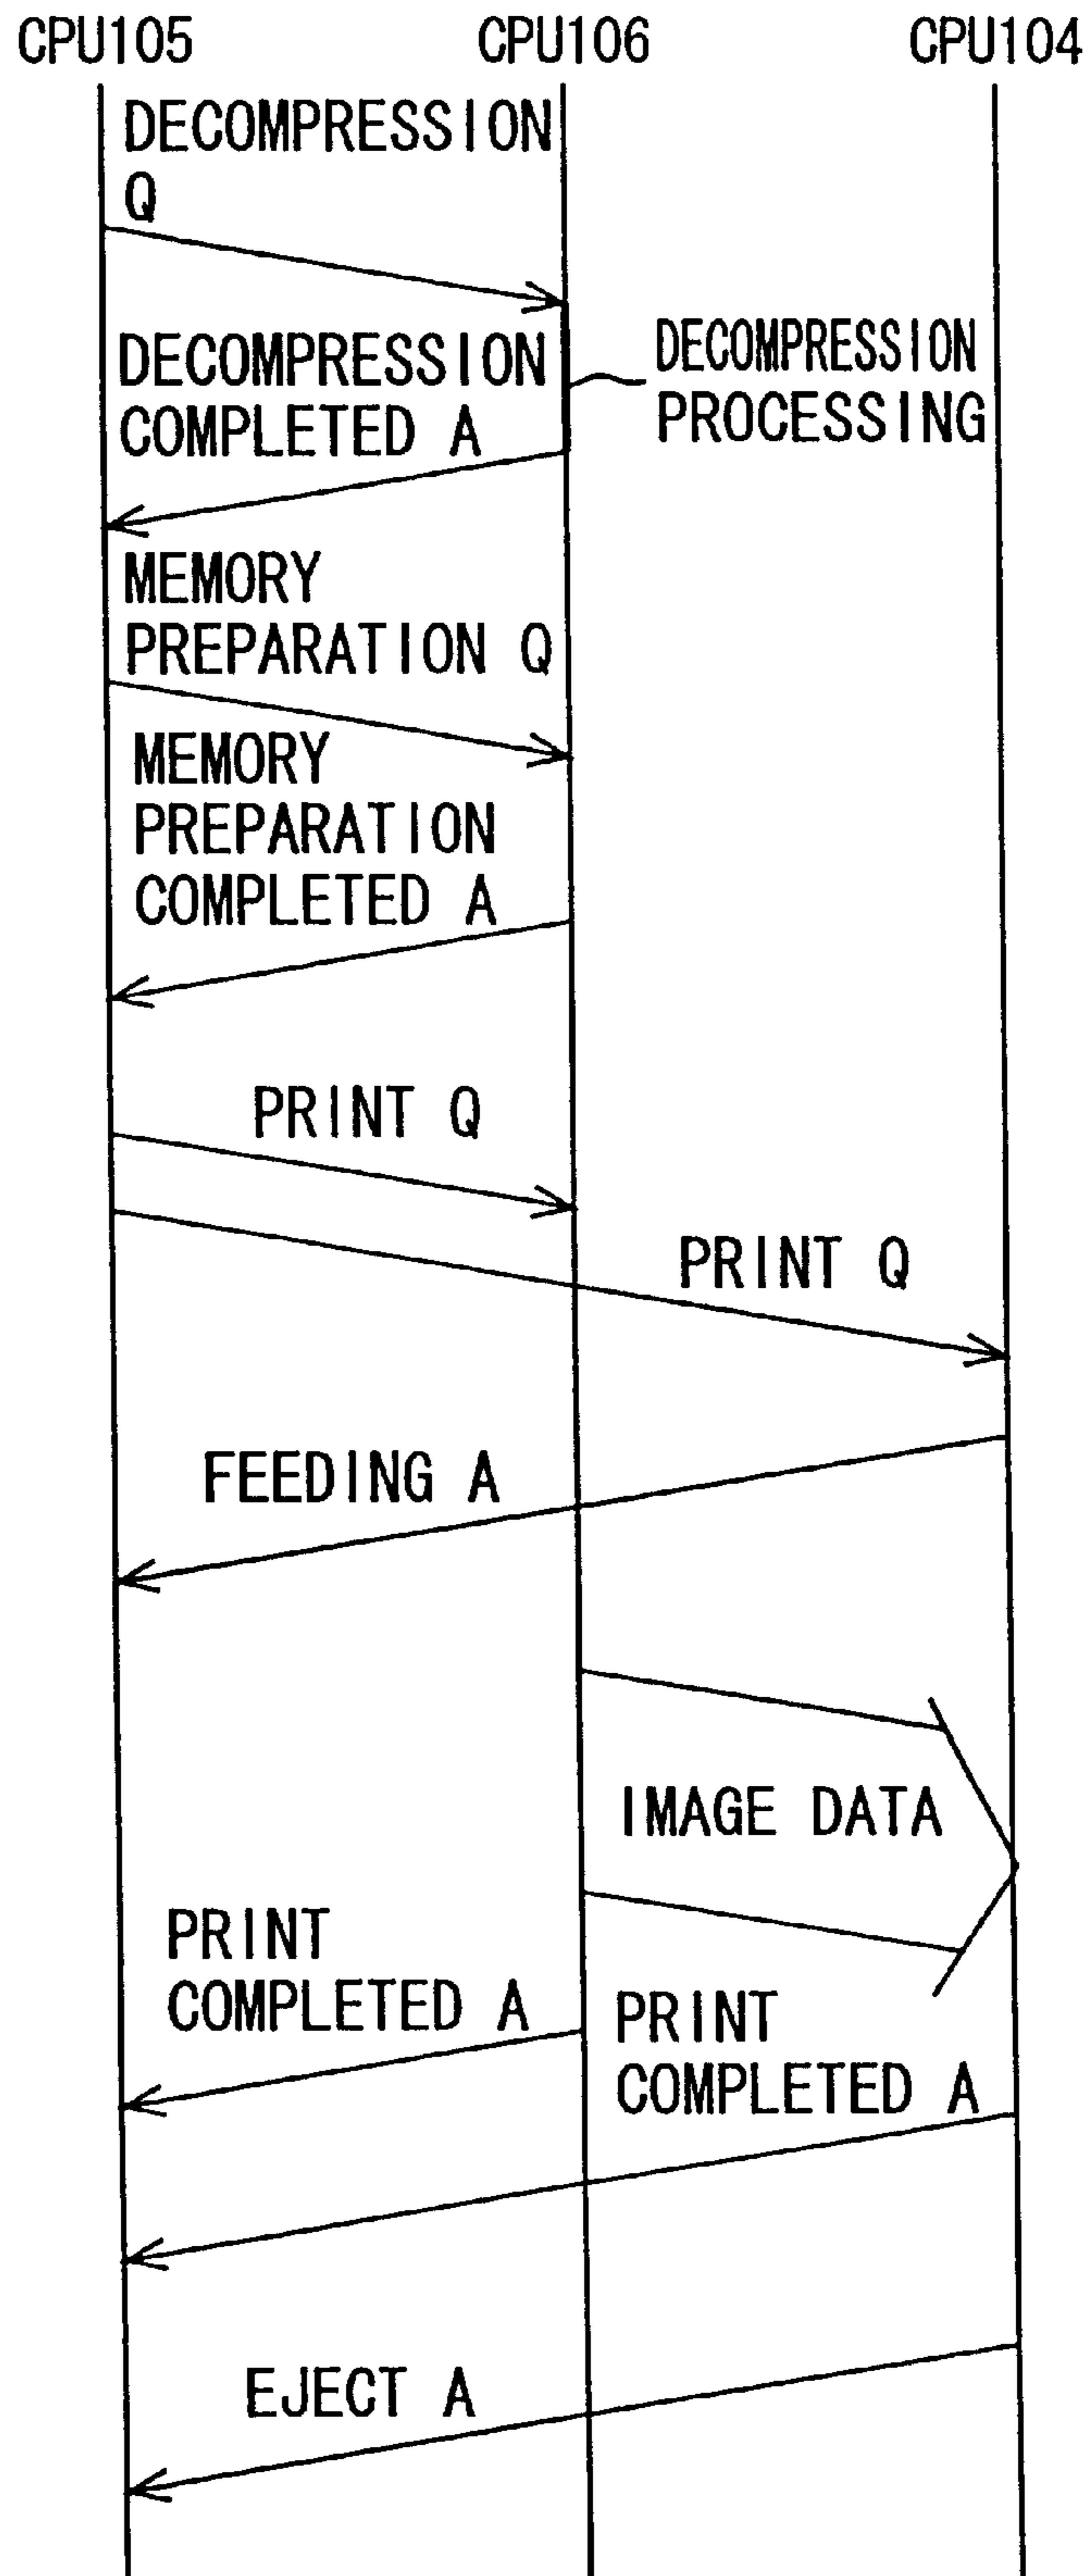 CPU105 CPU106 CPU104
DECOMPRESSION
Q
DECOMPRESSION
COMPLETED A
DECOMPRESSION
PROCESSING
MEMORY
PREPARATION Q
MEMORY
PREPARATION
COMPLETED A
PRINT Q
PRINT Q
FEEDING A
IMAGE DATA
PRINT
COMPLETED A
PRINT
COMPLETED A
EJECT A